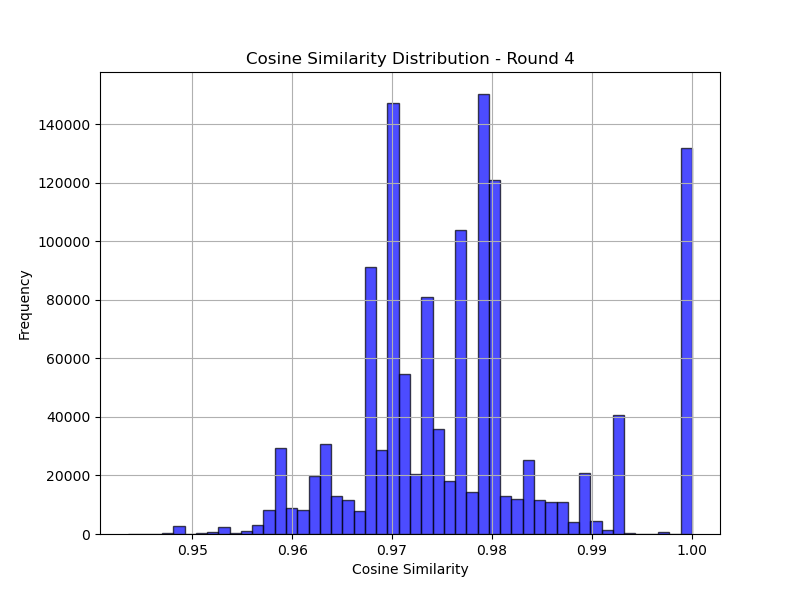 Cosine Similarity Distribution - Round 4
Frequency
140000
120000
100000
80000
60000
40000
20000
0
0.95 0.96 0.97 0.98 0.99 1.00
Cosine Similarity